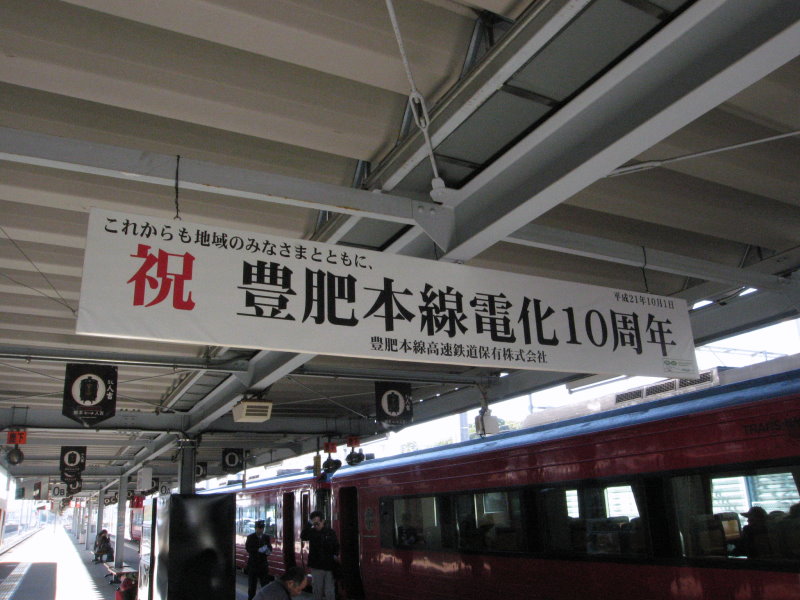 これからも地域のみなさまとともに、
祝 豊肥本線電化10周年
平成21年10月1日
豊肥本線高速鉄道保有株式会社